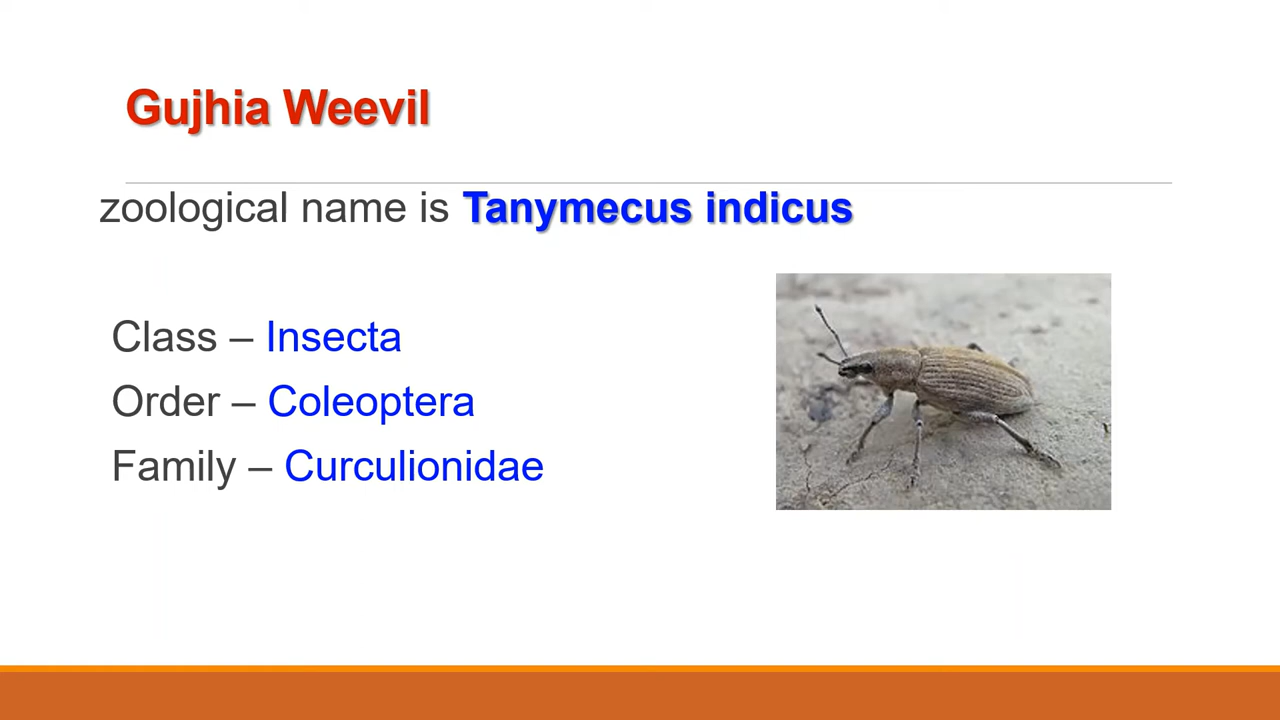 Gujhia Weevil
zoological name is Tanymecus indicus
Class – Insecta
Order – Coleoptera
Family – Curculionidae